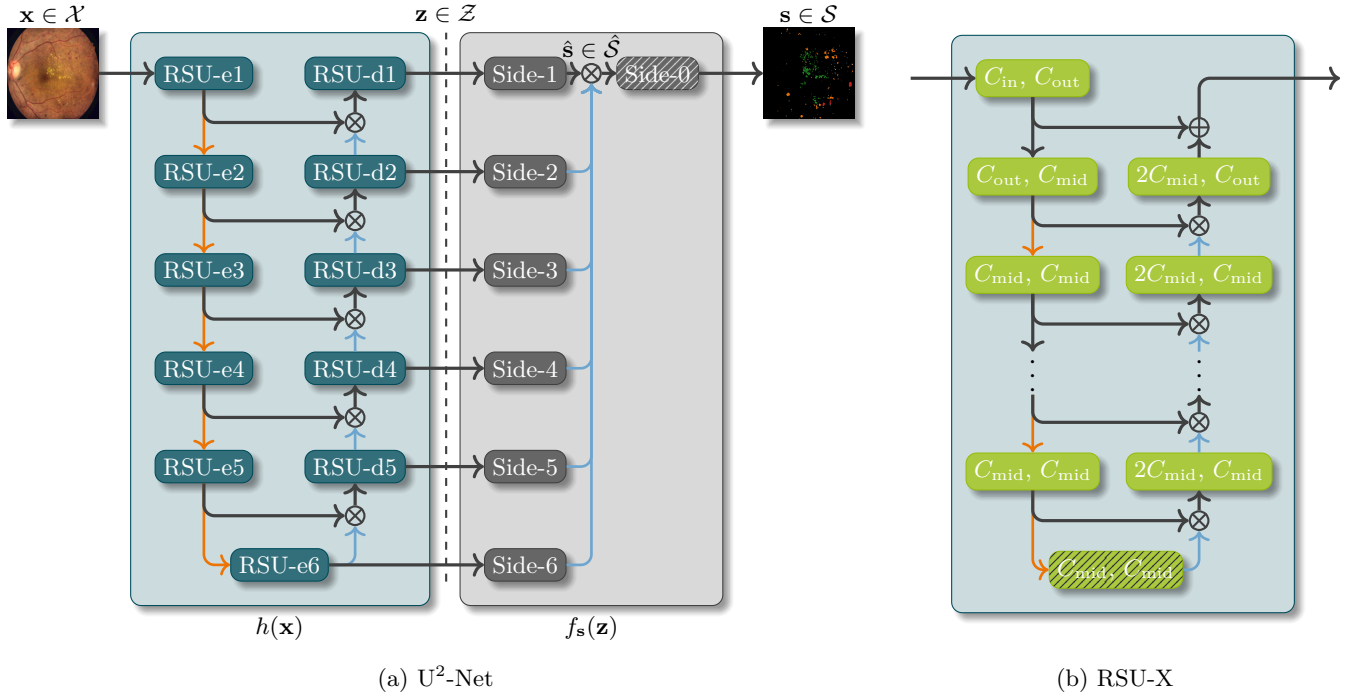 x ∈ 𝒳
z ∈ 𝒵
ŝ ∈ 𝒮̂
s ∈ 𝒮
RSU-e1
RSU-d1
Side-1
Side-0
RSU-e2
RSU-d2
Side-2
RSU-e3
RSU-d3
Side-3
RSU-e4
RSU-d4
Side-4
RSU-e5
RSU-d5
Side-5
RSU-e6
Side-6
h(x)
f_s(z)
(a) U²-Net
C_in, C_out
C_out, C_mid
2C_mid, C_out
C_mid, C_mid
2C_mid, C_mid
C_mid, C_mid
2C_mid, C_mid
C_mid, C_mid
(b) RSU-X